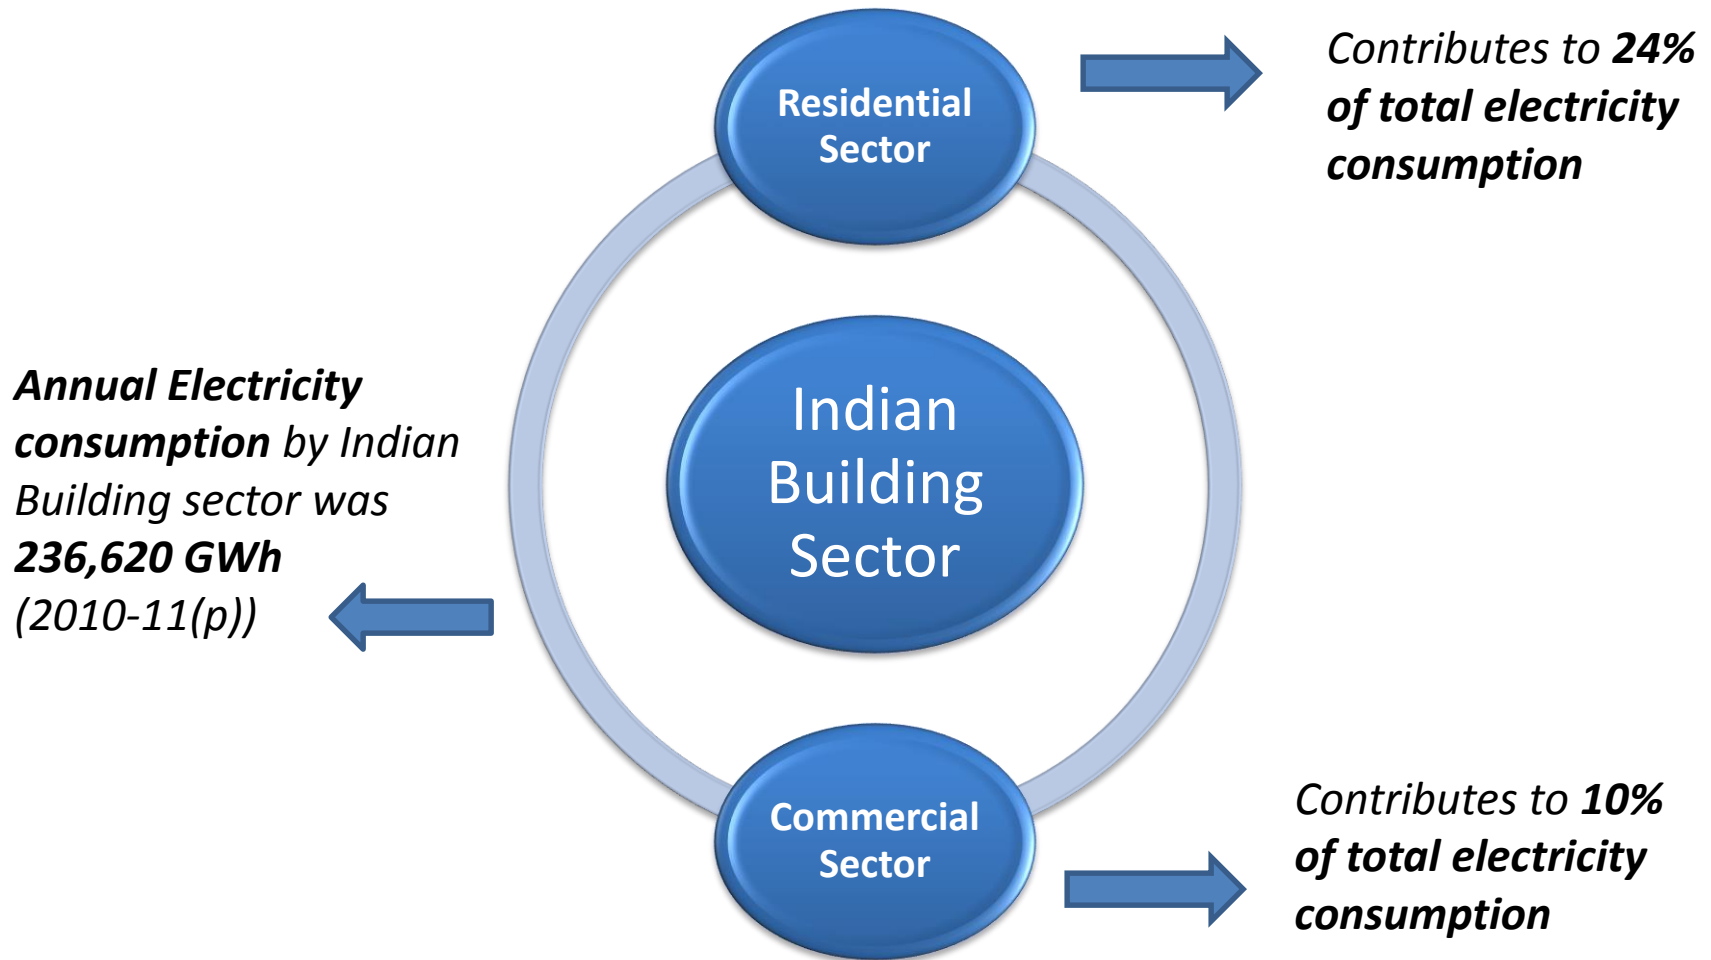 Residential
Sector
Contributes to 24%
of total electricity
consumption
Indian
Building
Sector
Annual Electricity
consumption by Indian
Building sector was
236,620 GWh
(2010-11(p))
Commercial
Sector
Contributes to 10%
of total electricity
consumption